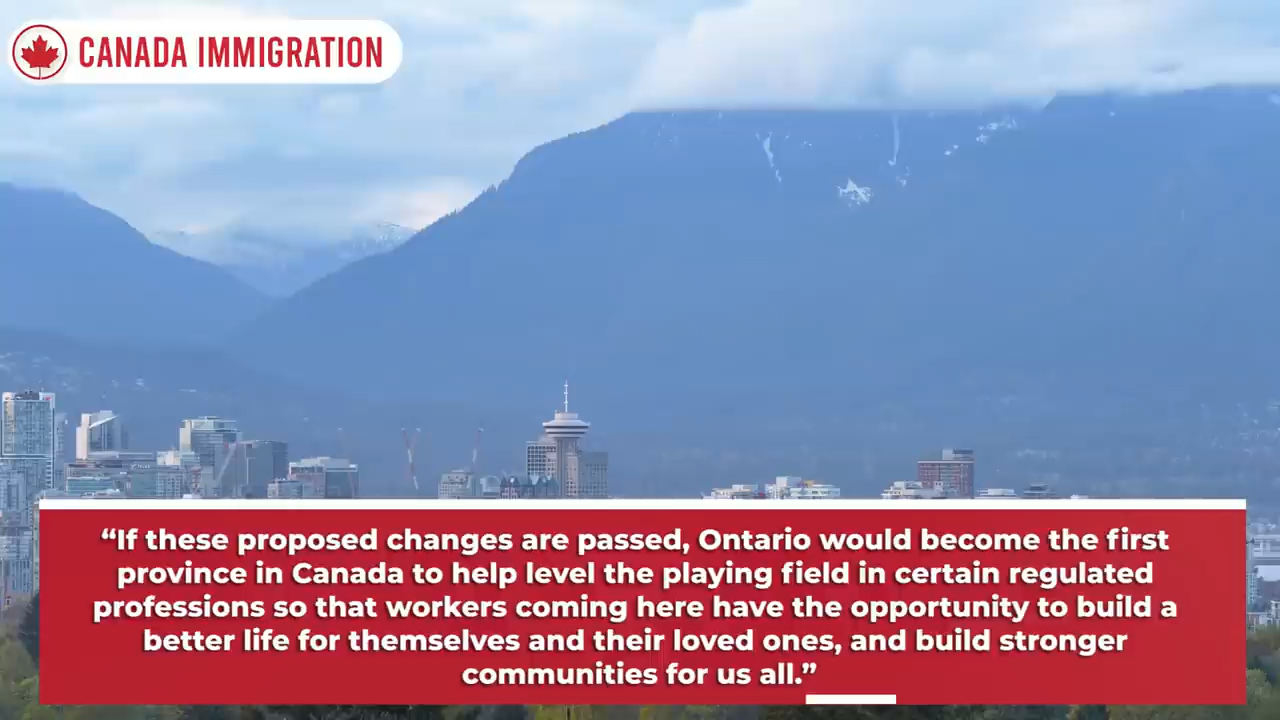 CANADA IMMIGRATION
“If these proposed changes are passed, Ontario would become the first
province in Canada to help level the playing field in certain regulated
professions so that workers coming here have the opportunity to build a
better life for themselves and their loved ones, and build stronger
communities for us all.”